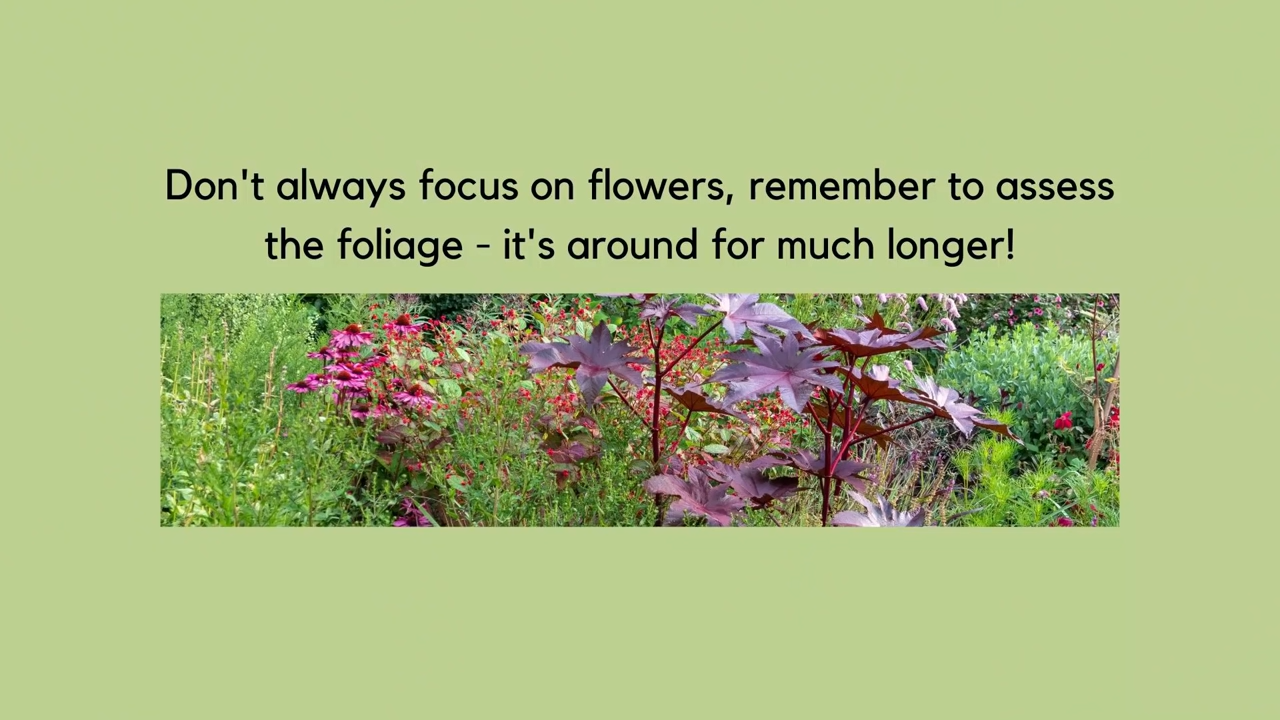 Don't always focus on flowers, remember to assess
the foliage - it's around for much longer!